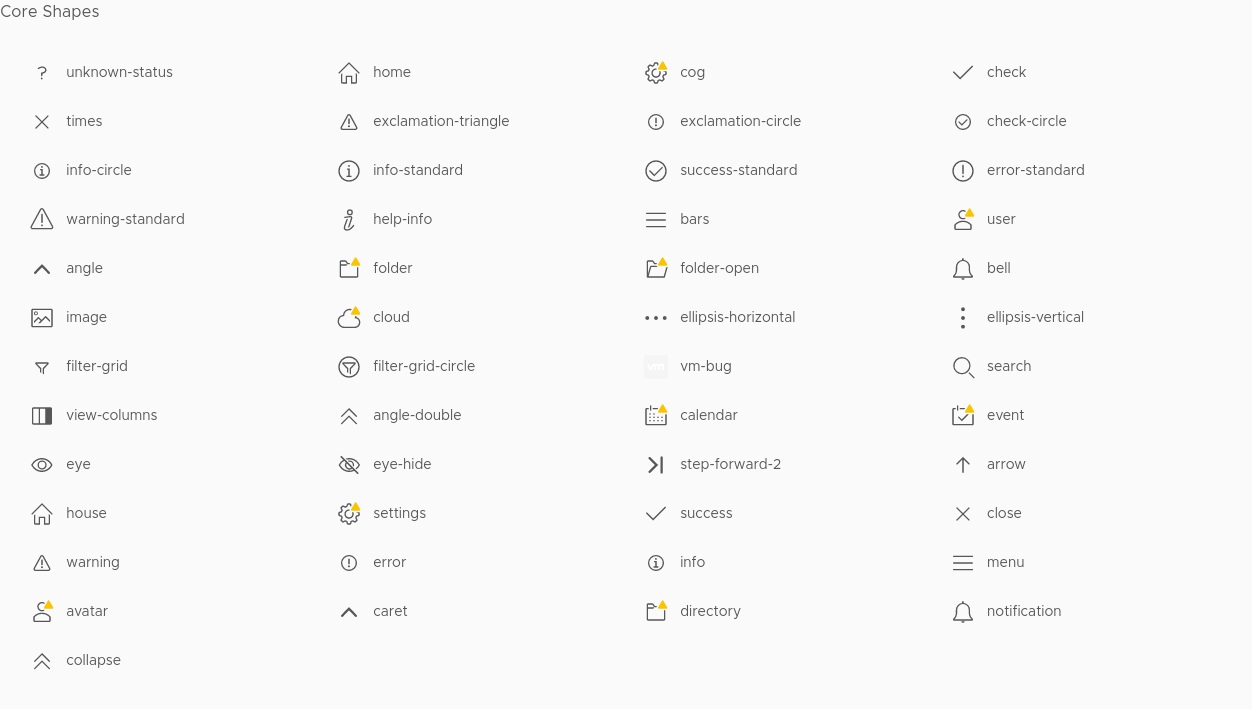 Core Shapes
unknown-status home cog check
times exclamation-triangle exclamation-circle check-circle
info-circle info-standard success-standard error-standard
warning-standard help-info bars user
angle folder folder-open bell
image cloud ellipsis-horizontal ellipsis-vertical
filter-grid filter-grid-circle vm vm-bug search
view-columns angle-double calendar event
eye eye-hide step-forward-2 arrow
house settings success close
warning error info menu
avatar caret directory notification
collapse